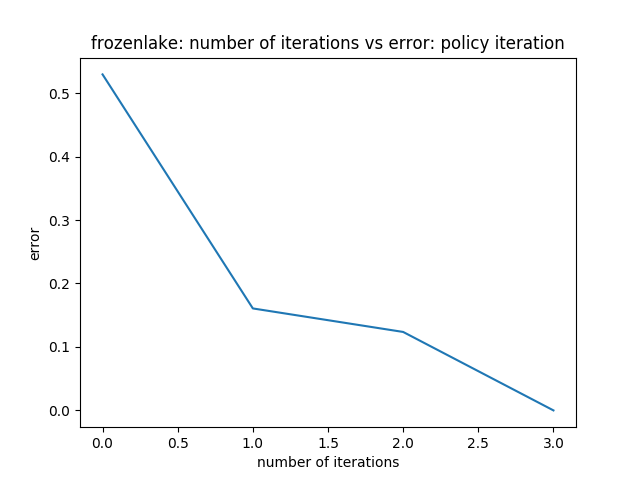 frozenlake: number of iterations vs error: policy iteration
0.5
0.4
0.3
0.2
0.1
0.0
error
0.0 0.5 1.0 1.5 2.0 2.5 3.0
number of iterations